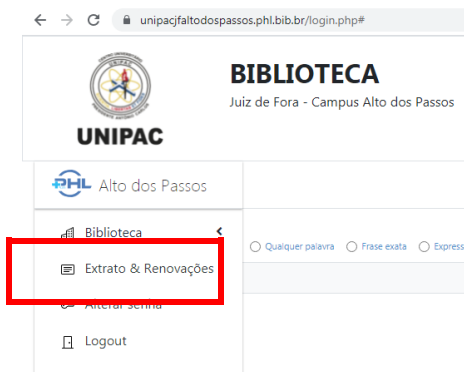 unipacjfaltodospassos.phl.bib.br/login.php#
BIBLIOTECA
Juiz de Fora - Campus Alto dos Passos
UNIPAC
PHL Alto dos Passos
Biblioteca
Qualquer palavra Frase exata Express
Extrato & Renovações
Alterar senha
Logout